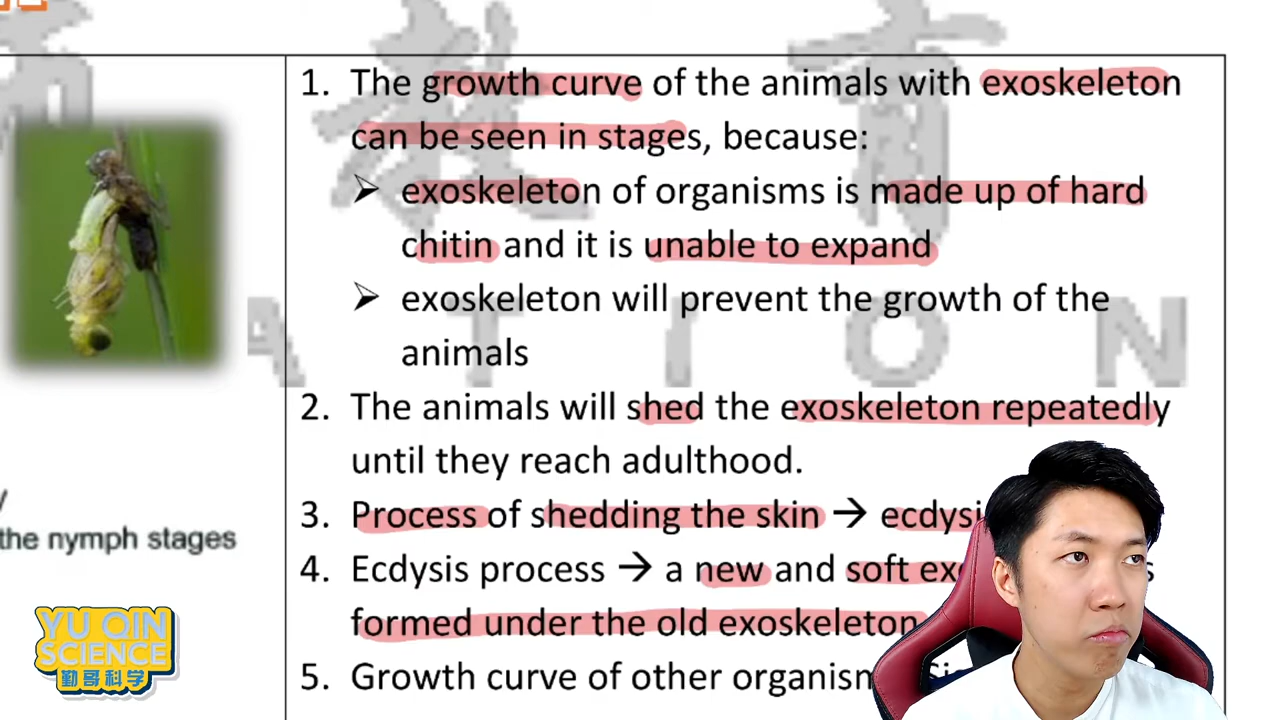 1. The growth curve of the animals with exoskeleton
can be seen in stages, because:
➢ exoskeleton of organisms is made up of hard
chitin and it is unable to expand
➢ exoskeleton will prevent the growth of the
animals
2. The animals will shed the exoskeleton repeatedly
until they reach adulthood.
3. Process of shedding the skin → ecdysi
4. Ecdysis process → a new and soft ex
formed under the old exoskeleton
5. Growth curve of other organism
the nymph stages
YU QIN
SCIENCE
勤哥科学
教育
ATION